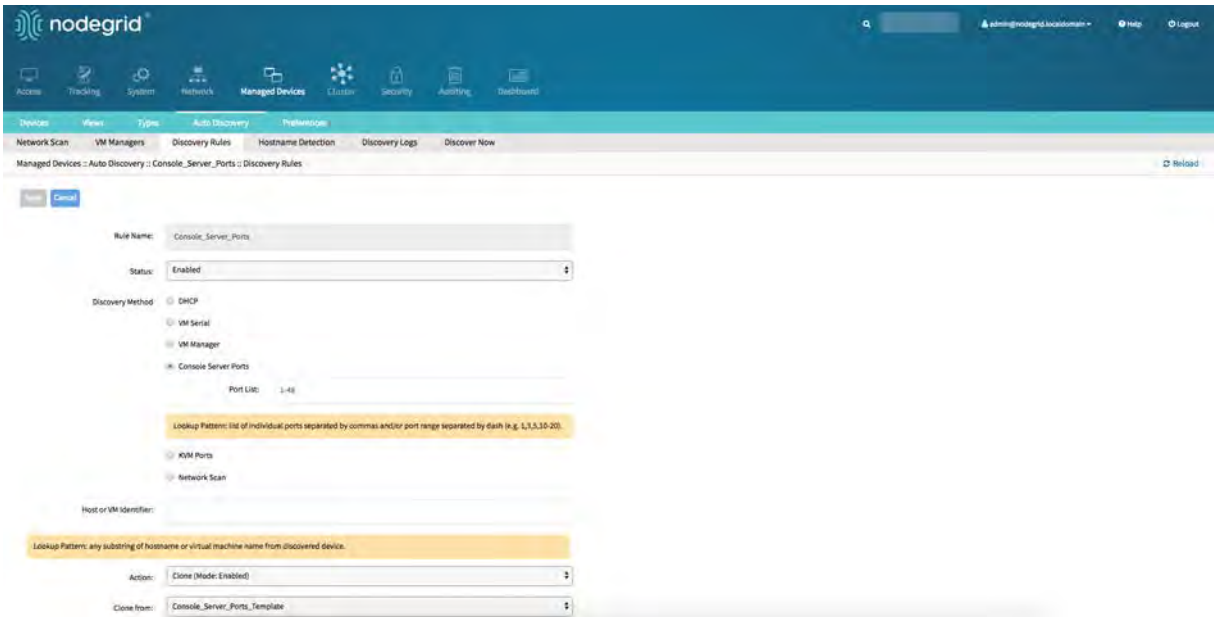 nodegrid
admin@nodegrid.localdomain Help Logout
Access Tracking System Network Managed Devices Cluster Security Auditing Dashboard
Devices Views Types Auto Discovery Preferences
Network Scan VM Managers Discovery Rules Hostname Detection Discovery Logs Discover Now
Managed Devices :: Auto Discovery :: Console_Server_Ports :: Discovery Rules Reload
Save Cancel
Rule Name: Console_Server_Ports
Status: Enabled
Discovery Method DHCP
VM Serial
VM Manager
Console Server Ports
Port List: 1-48
Lookup Pattern: list of individual ports separated by commas and/or port range separated by dash (e.g. 1,3,5,10-20).
KVM Ports
Network Scan
Host or VM Identifier:
Lookup Pattern: any substring of hostname or virtual machine name from discovered device.
Action: Clone (Mode: Enabled)
Clone from: Console_Server_Ports_Template